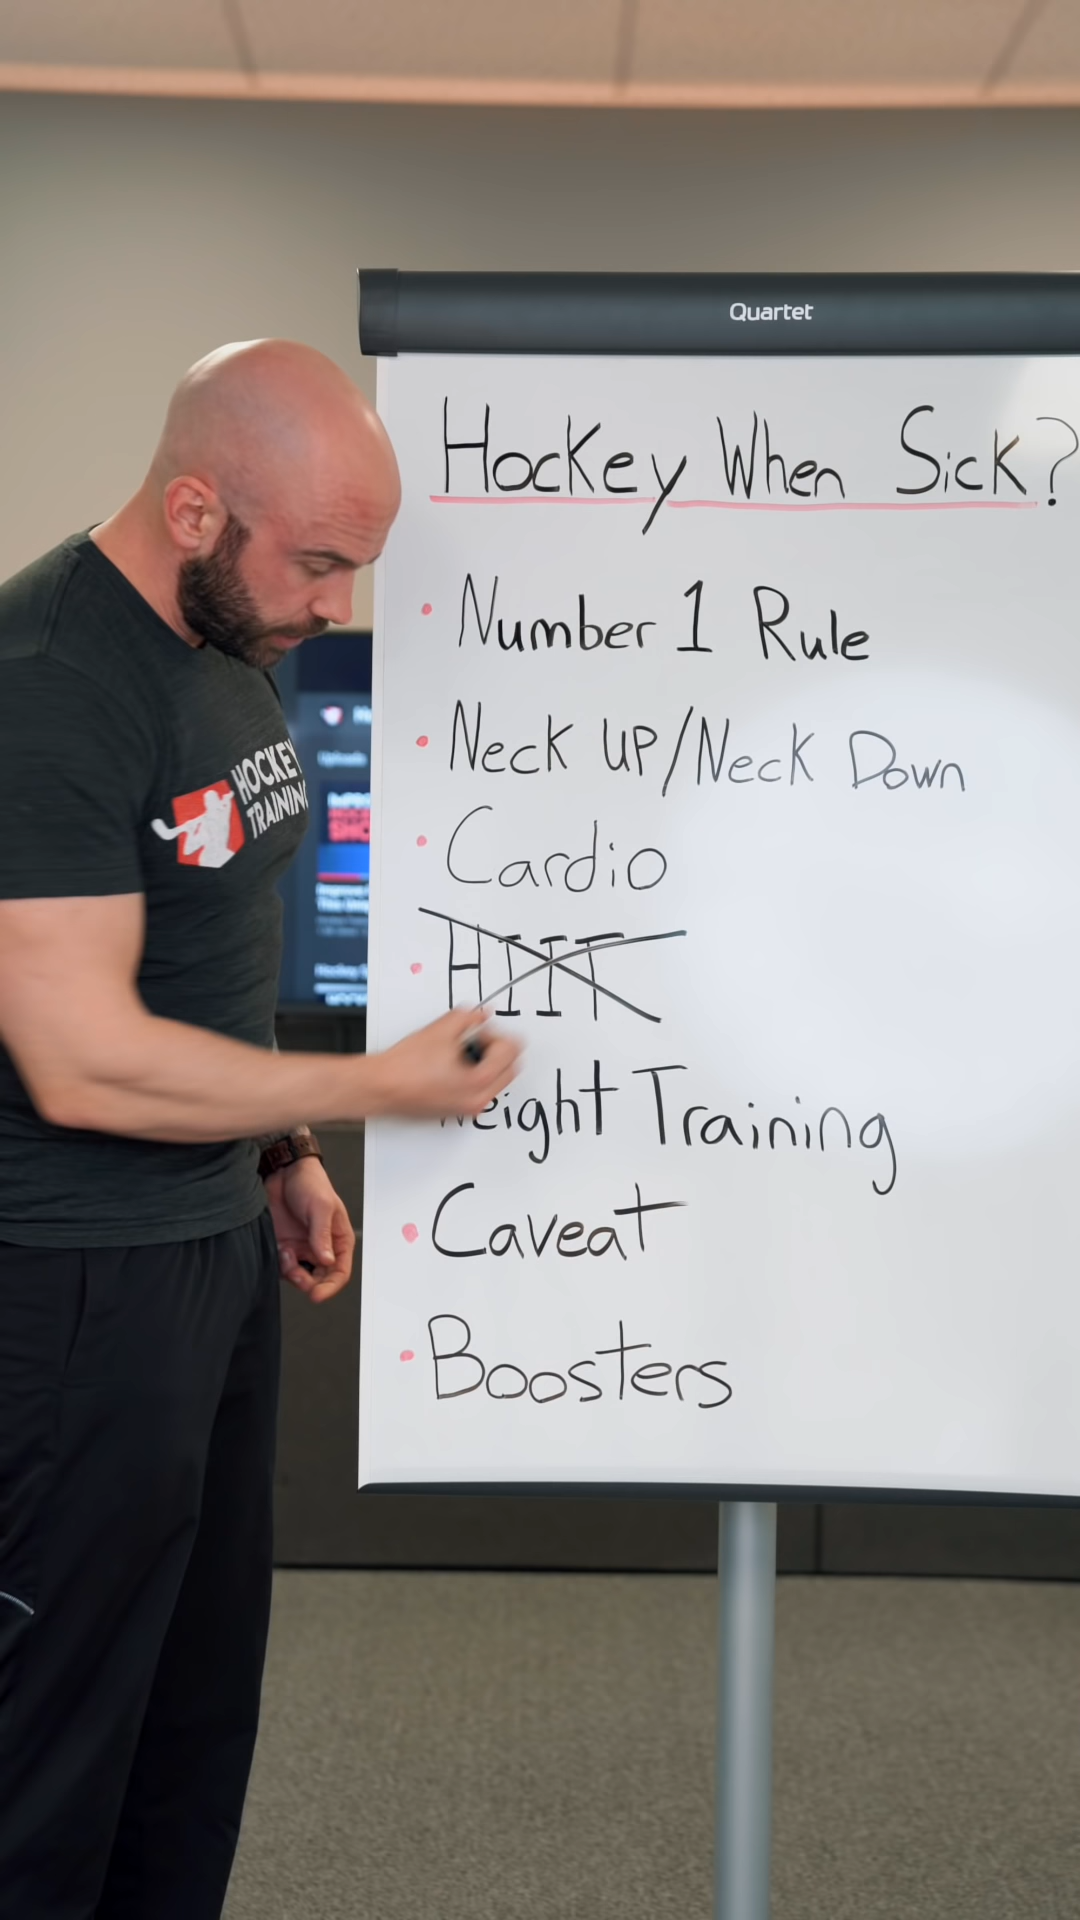 Quartet
Hockey When Sick?
• Number 1 Rule
• Neck Up/Neck Down
• Cardio
• HIIT
Weight Training
• Caveat
• Boosters
HOCKEY
TRAINING
Uploads